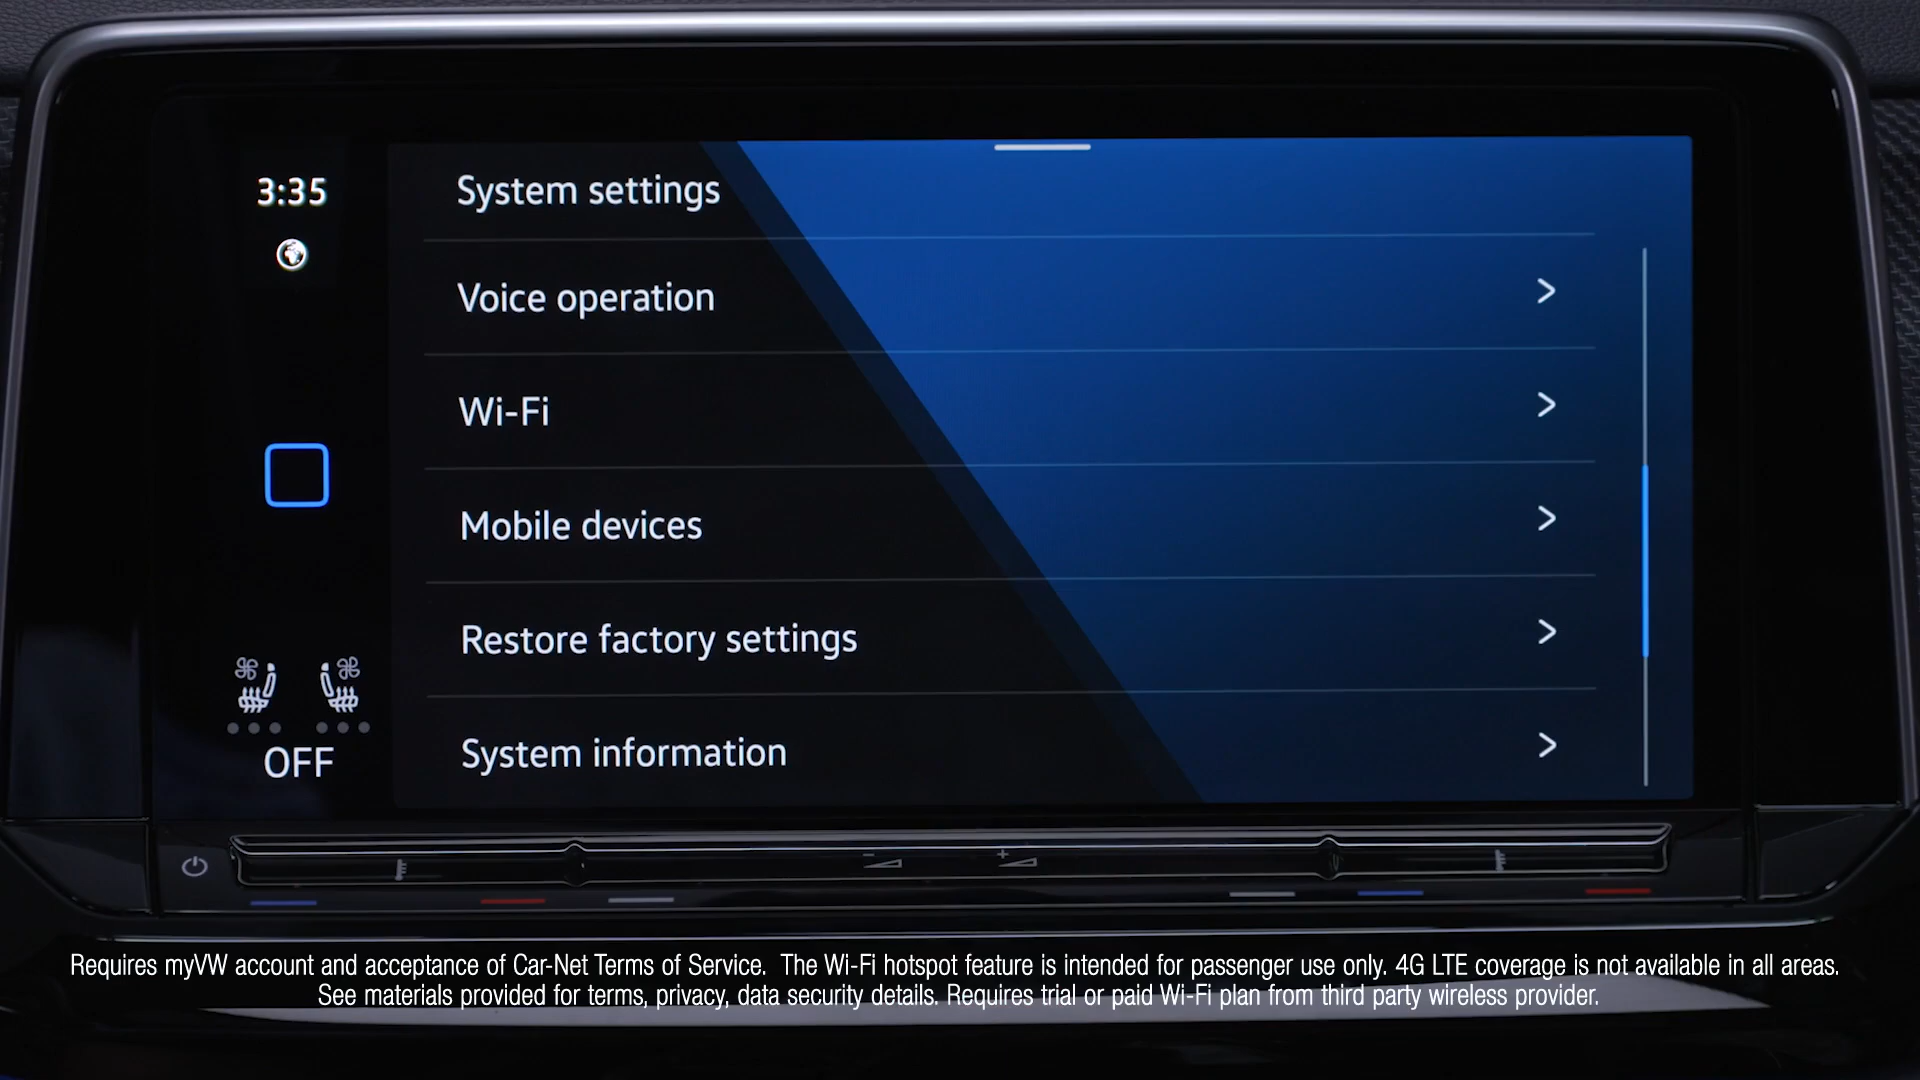 3:35
System settings
Voice operation
Wi-Fi
Mobile devices
Restore factory settings
System information
OFF
Requires myVW account and acceptance of Car-Net Terms of Service. The Wi-Fi hotspot feature is intended for passenger use only. 4G LTE coverage is not available in all areas.
See materials provided for terms, privacy, data security details. Requires trial or paid Wi-Fi plan from third party wireless provider.